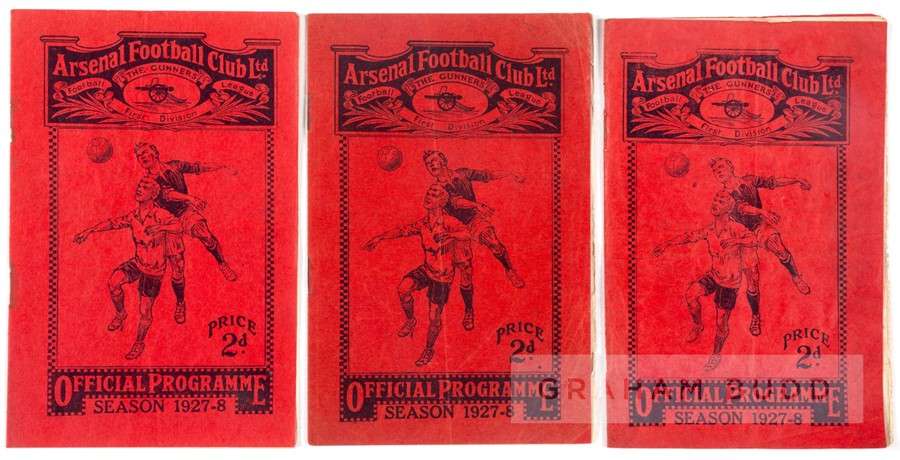 Arsenal Football Club Ltd
THE GUNNERS
Football League
First Division
PRICE
2d.
OFFICIAL PROGRAMME
SEASON 1927-8
Arsenal Football Club Ltd.
THE GUNNERS
Football League
First Division
PRICE
2d.
OFFICIAL PROGRAMME
SEASON 1927-8
Arsenal Football Club Ltd
THE GUNNERS
Football League
First Division
PRICE
2d.
OFFICIAL PROGRAMME
SEASON 1927-8
GRAHAM BUDD